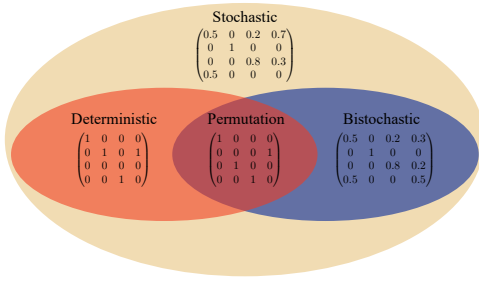 Stochastic
0.5 0 0.2 0.7
0 1 0 0
0 0 0.8 0.3
0.5 0 0 0
Deterministic
1 0 0 0
0 1 0 1
0 0 0 0
0 0 1 0
Permutation
1 0 0 0
0 0 0 1
0 1 0 0
0 0 1 0
Bistochastic
0.5 0 0.2 0.3
0 1 0 0
0 0 0.8 0.2
0.5 0 0 0.5